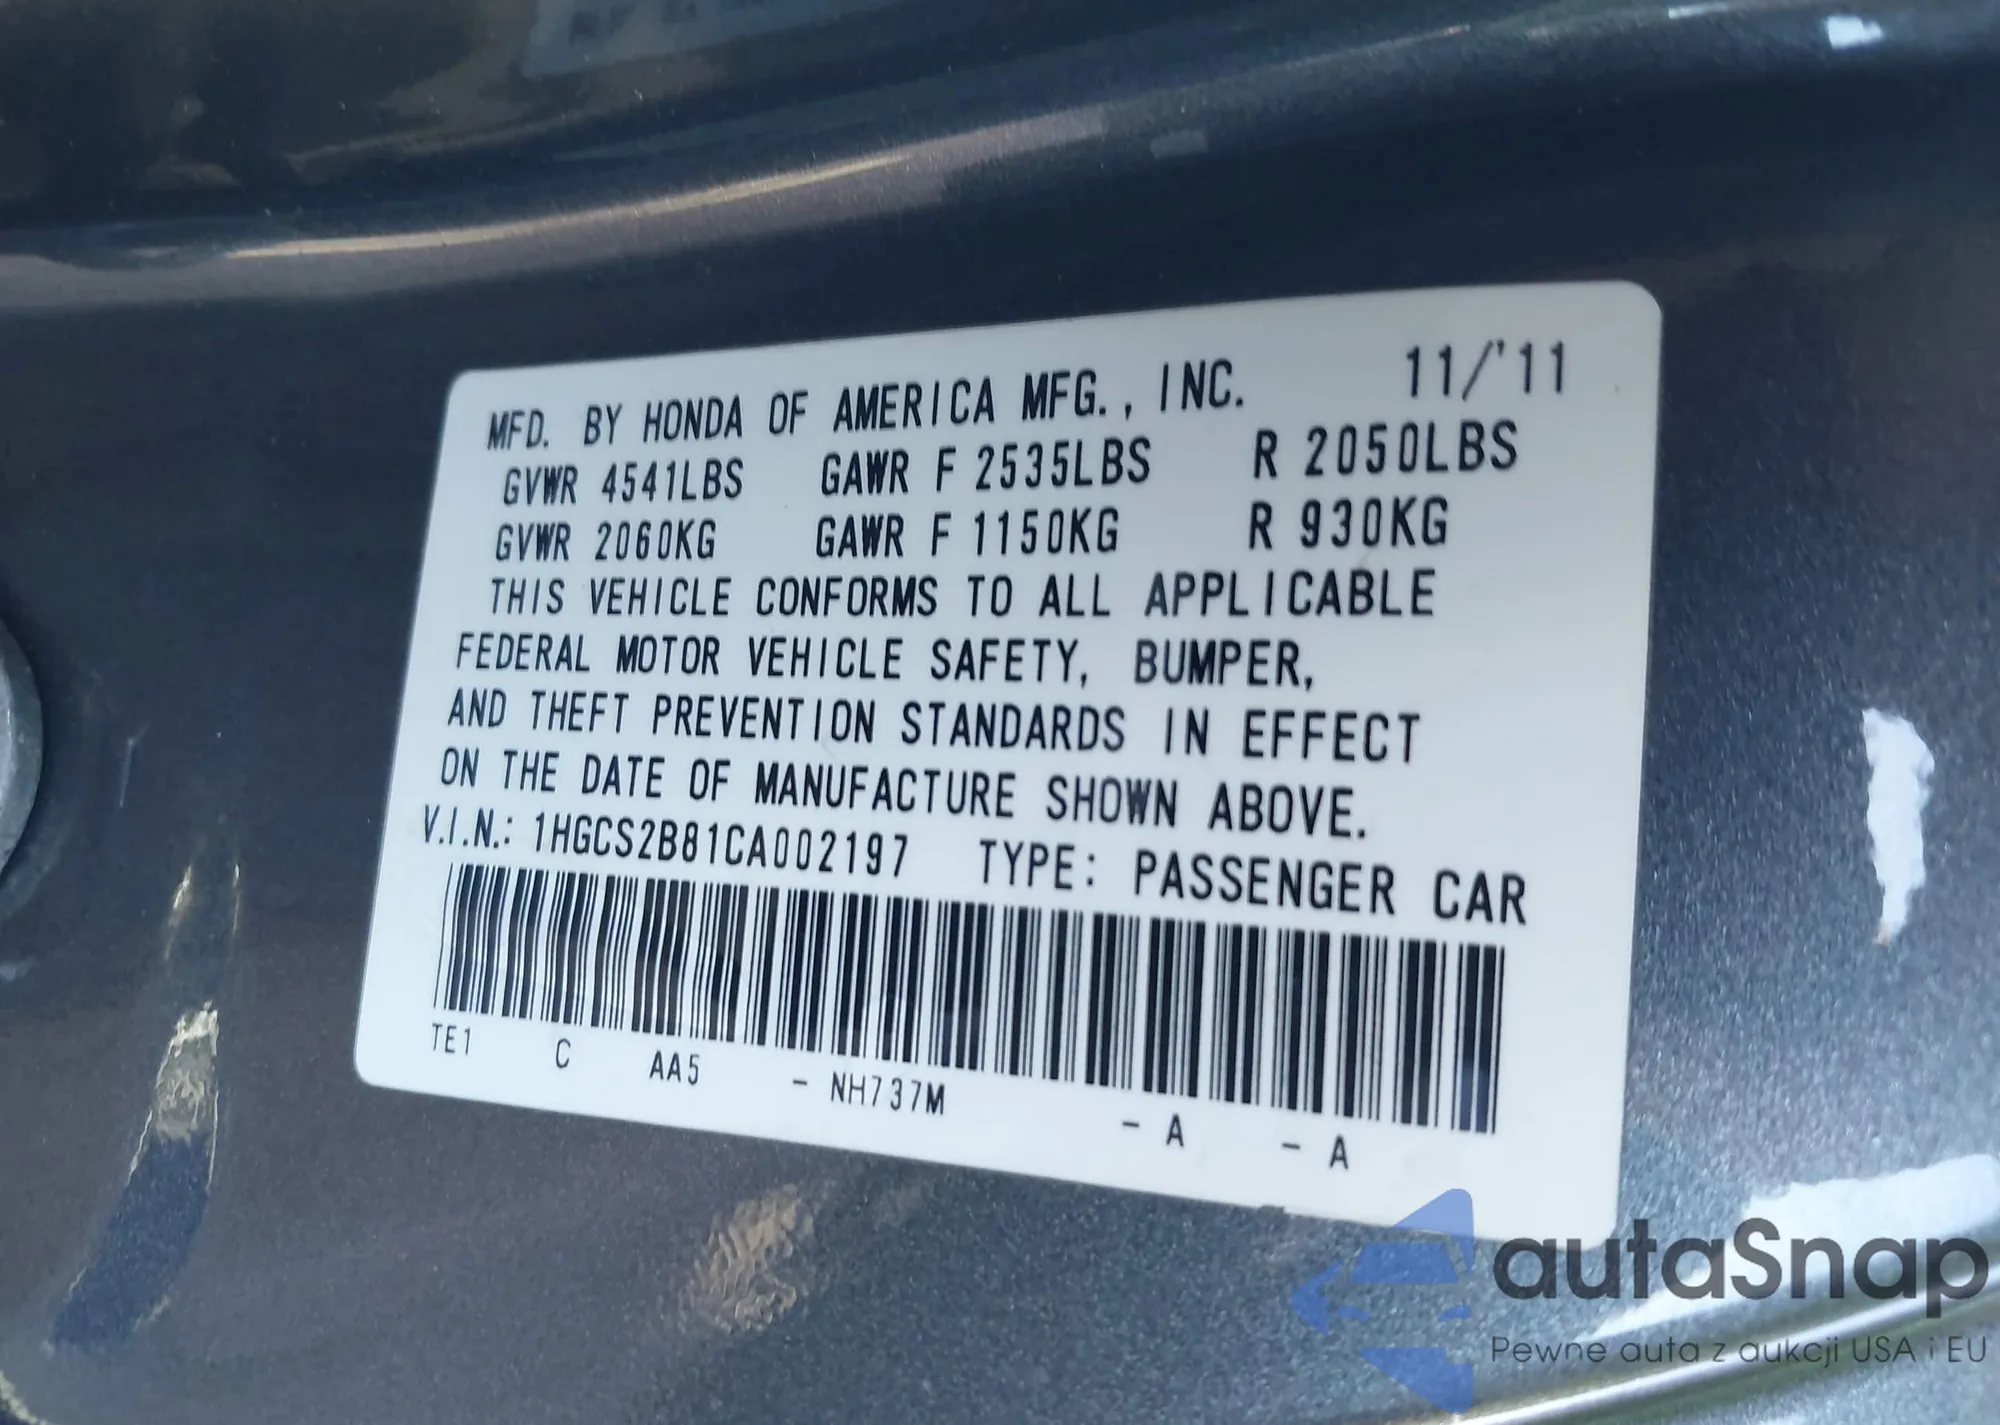 MFD. BY HONDA OF AMERICA MFG., INC. 11/'11
GVWR 4541LBS GAWR F 2535LBS R 2050LBS
GVWR 2060KG GAWR F 1150KG R 930KG
THIS VEHICLE CONFORMS TO ALL APPLICABLE
FEDERAL MOTOR VEHICLE SAFETY, BUMPER,
AND THEFT PREVENTION STANDARDS IN EFFECT
ON THE DATE OF MANUFACTURE SHOWN ABOVE.
V.I.N.: 1HGCS2B81CA002197 TYPE: PASSENGER CAR
TE1 C AA5 - NH737M - A - A
autaSnap
Pewne auta z aukcji USA i EU